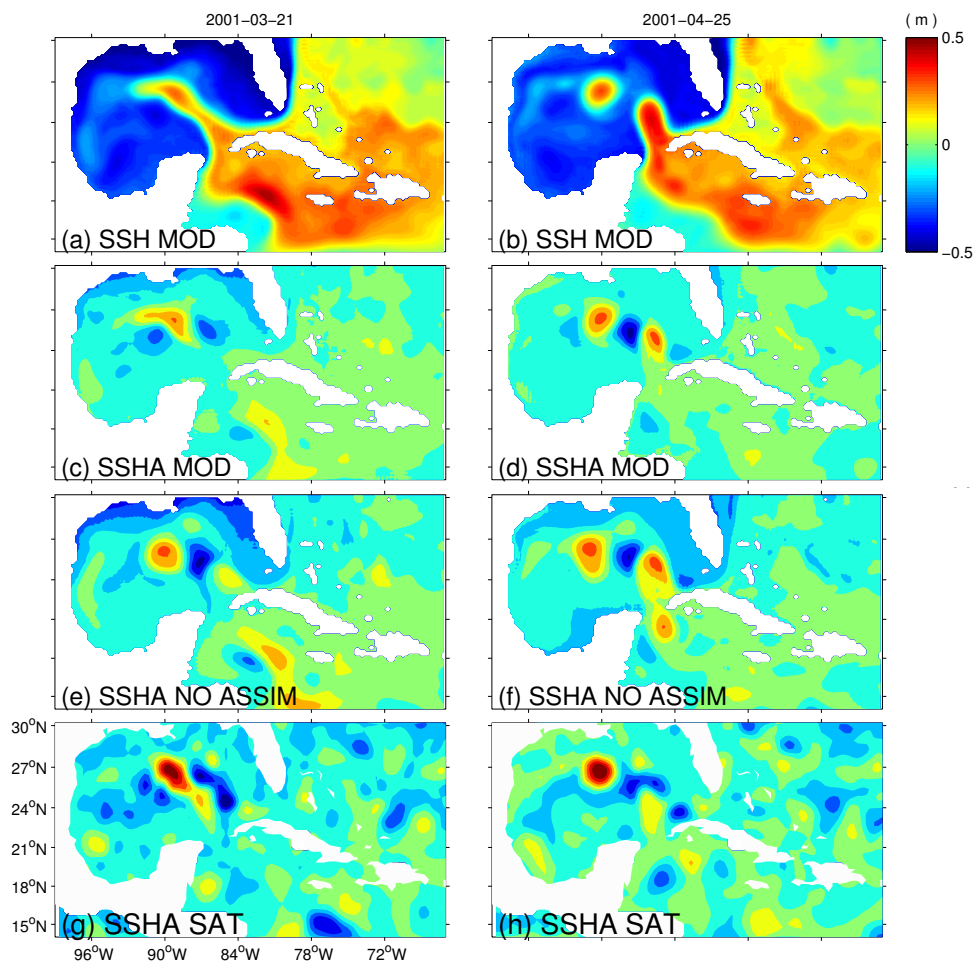 2001−03−21
2001−04−25
( m )
0.5
0
−0.5
(a) SSH MOD
(b) SSH MOD
(c) SSHA MOD
(d) SSHA MOD
(e) SSHA NO ASSIM
(f) SSHA NO ASSIM
30°N
27°N
24°N
21°N
18°N
15°N
(g) SSHA SAT
(h) SSHA SAT
96°W 90°W 84°W 78°W 72°W